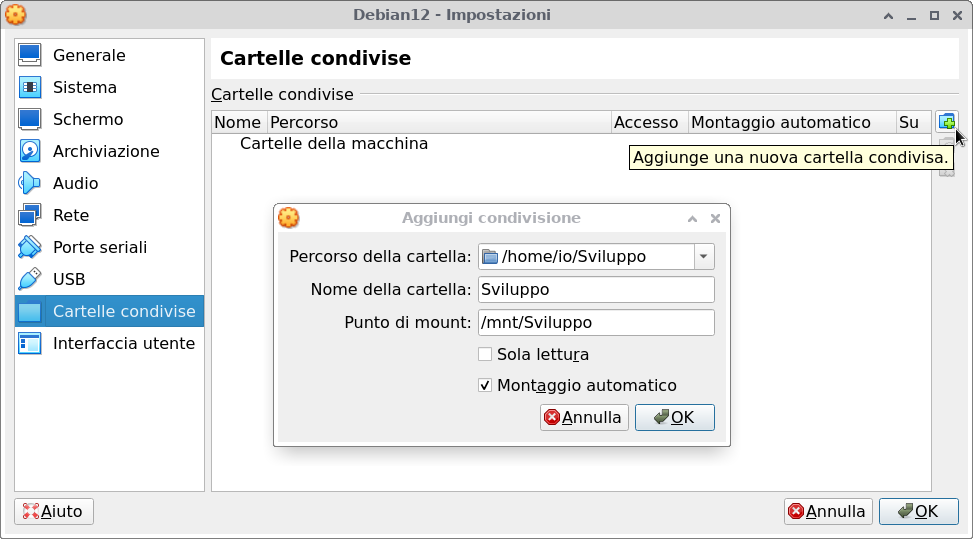 Debian12 - Impostazioni
Generale
Sistema
Schermo
Archiviazione
Audio
Rete
Porte seriali
USB
Cartelle condivise
Interfaccia utente
Cartelle condivise
Cartelle condivise
Nome Percorso Accesso Montaggio automatico Su
Cartelle della macchina
Aggiunge una nuova cartella condivisa.
Aggiungi condivisione
Percorso della cartella: /home/io/Sviluppo
Nome della cartella: Sviluppo
Punto di mount: /mnt/Sviluppo
Sola lettura
Montaggio automatico
Annulla OK
Aiuto Annulla OK